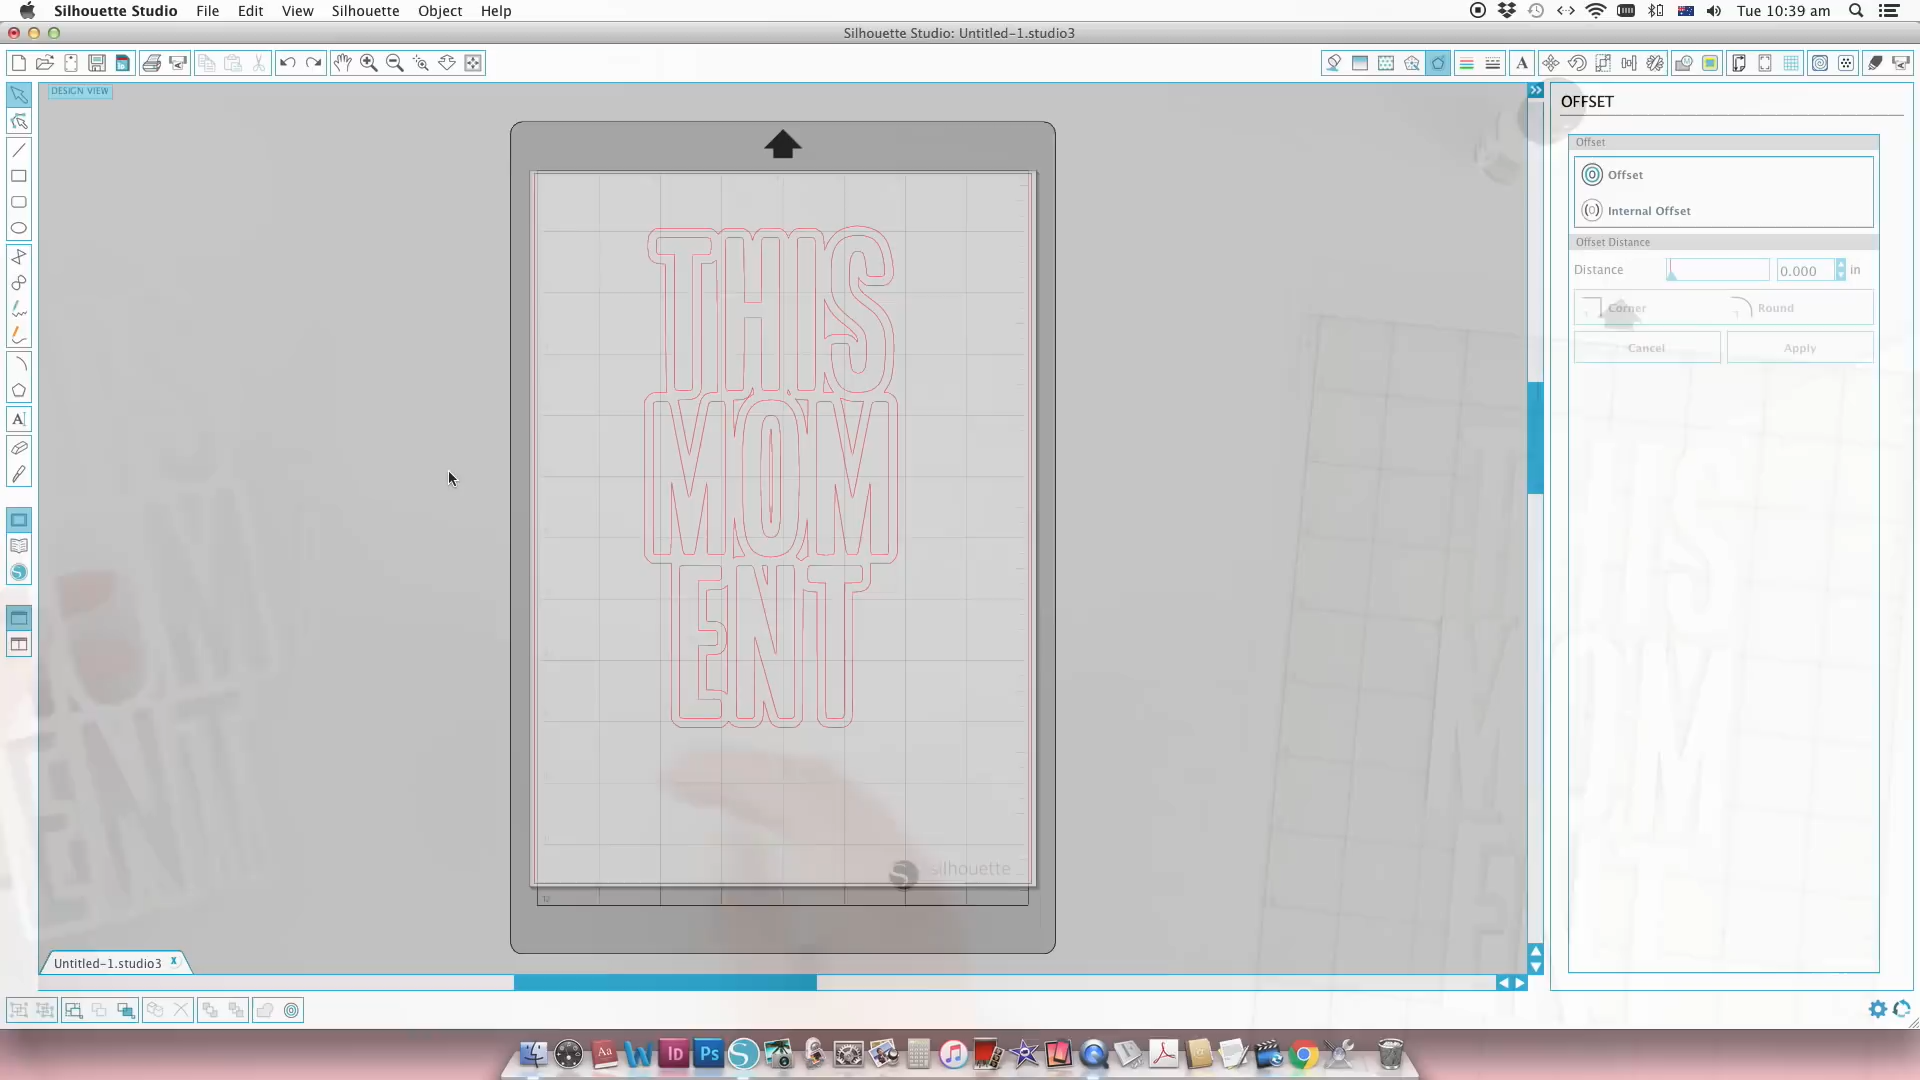 Silhouette Studio File Edit View Silhouette Object Help
Tue 10:39 am
Silhouette Studio: Untitled-1.studio3
DESIGN VIEW
OFFSET
Offset
Offset
Internal Offset
Offset Distance
Distance 0.000 in
Corner Round
Cancel Apply
THIS
MOM
ENT
silhouette
12
Untitled-1.studio3 x